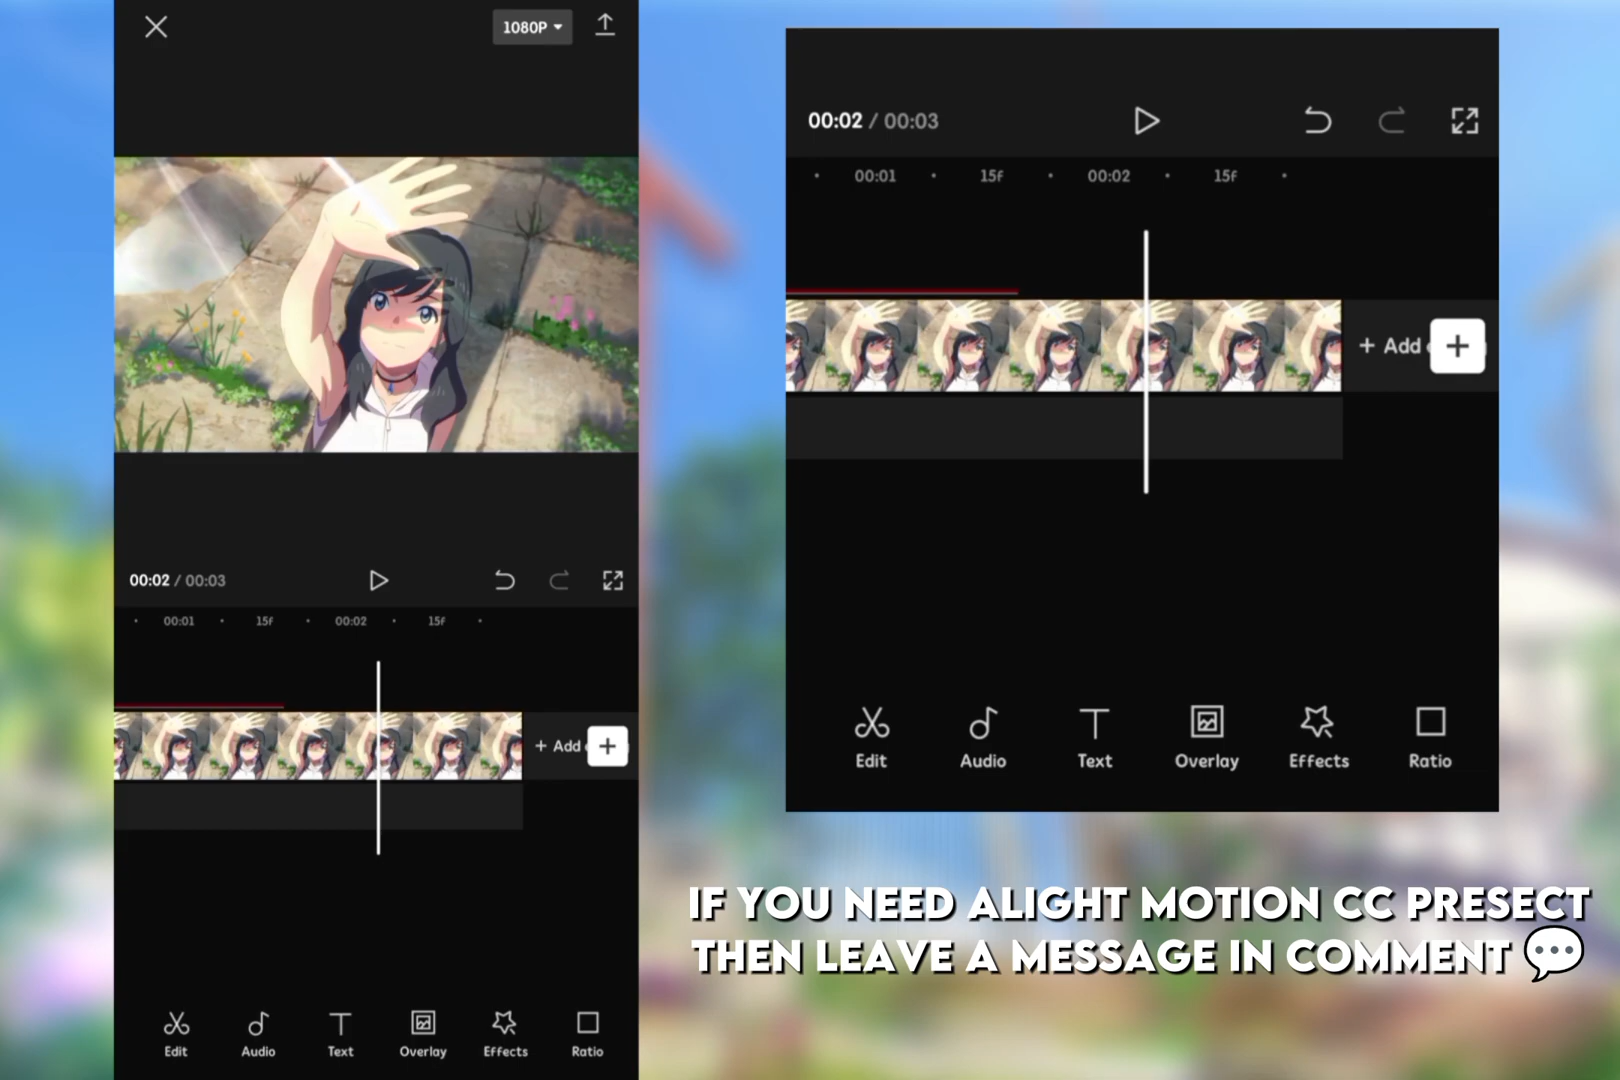 1080P
00:02 / 00:03
00:01 15f 00:02 15f
+ Add
Edit Audio Text Overlay Effects Ratio
00:02 / 00:03
00:01 15f 00:02 15f
+ Add
Edit Audio Text Overlay Effects Ratio
IF YOU NEED ALIGHT MOTION CC PRESECT
THEN LEAVE A MESSAGE IN COMMENT 💬